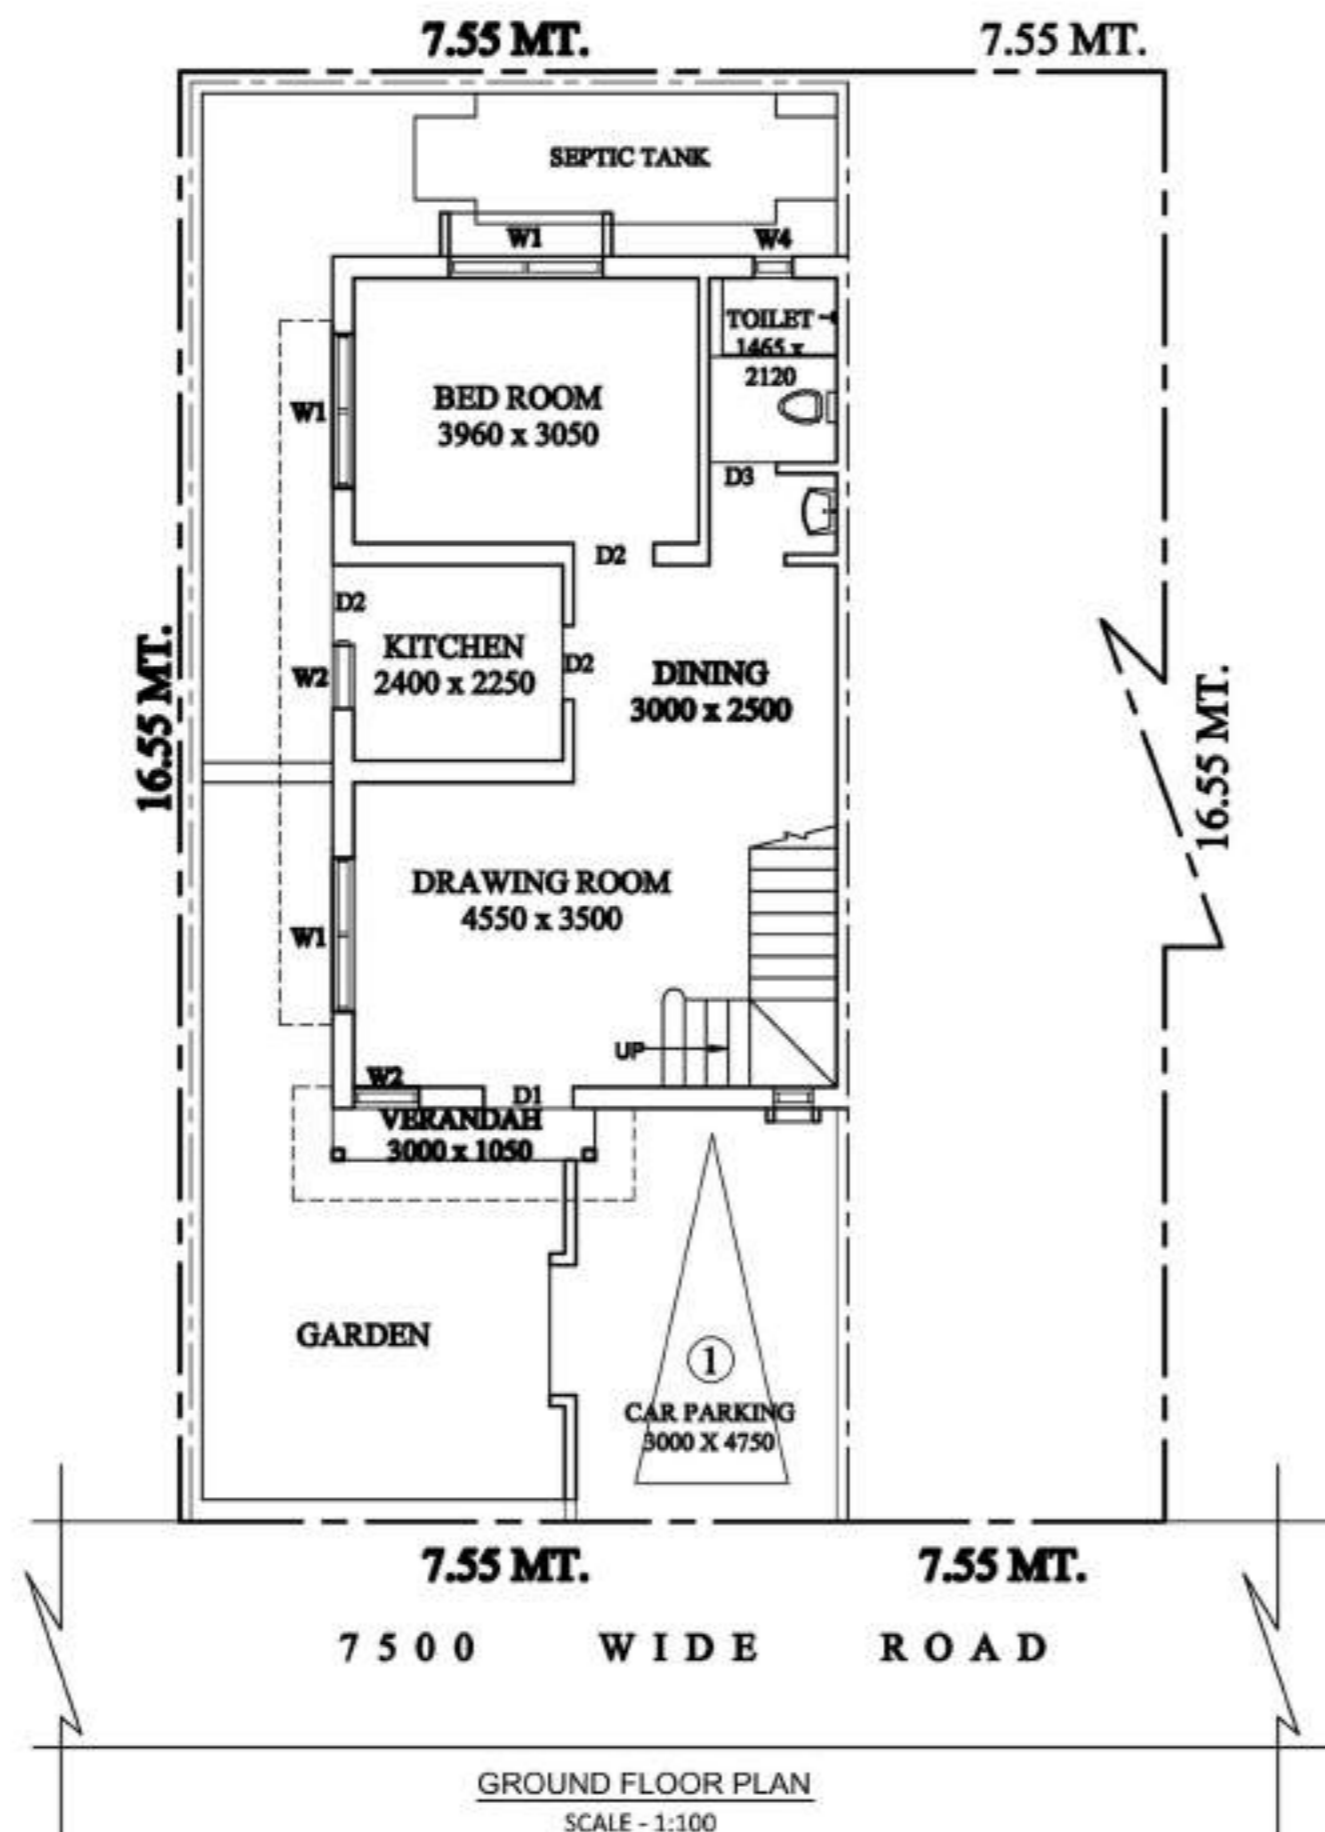 7.55 MT.
7.55 MT.
SEPTIC TANK
W1
W4
TOILET
1465 x
2120
BED ROOM
3960 x 3050
W1
D3
D2
D2
KITCHEN
2400 x 2250
D2
W2
DINING
3000 x 2500
16.55 MT.
16.55 MT.
DRAWING ROOM
4550 x 3500
W1
UP
W2
D1
VERANDAH
3000 x 1050
GARDEN
1
CAR PARKING
3000 X 4750
7.55 MT.
7.55 MT.
7500 WIDE ROAD
GROUND FLOOR PLAN
SCALE - 1:100